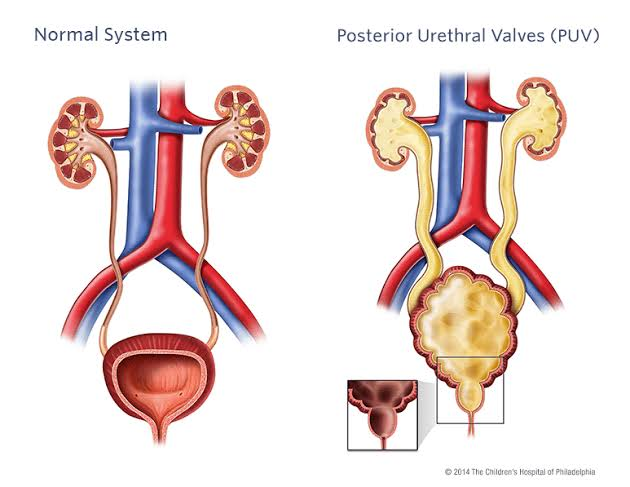 Normal System
Posterior Urethral Valves (PUV)
© 2014 The Children's Hospital of Philadelphia